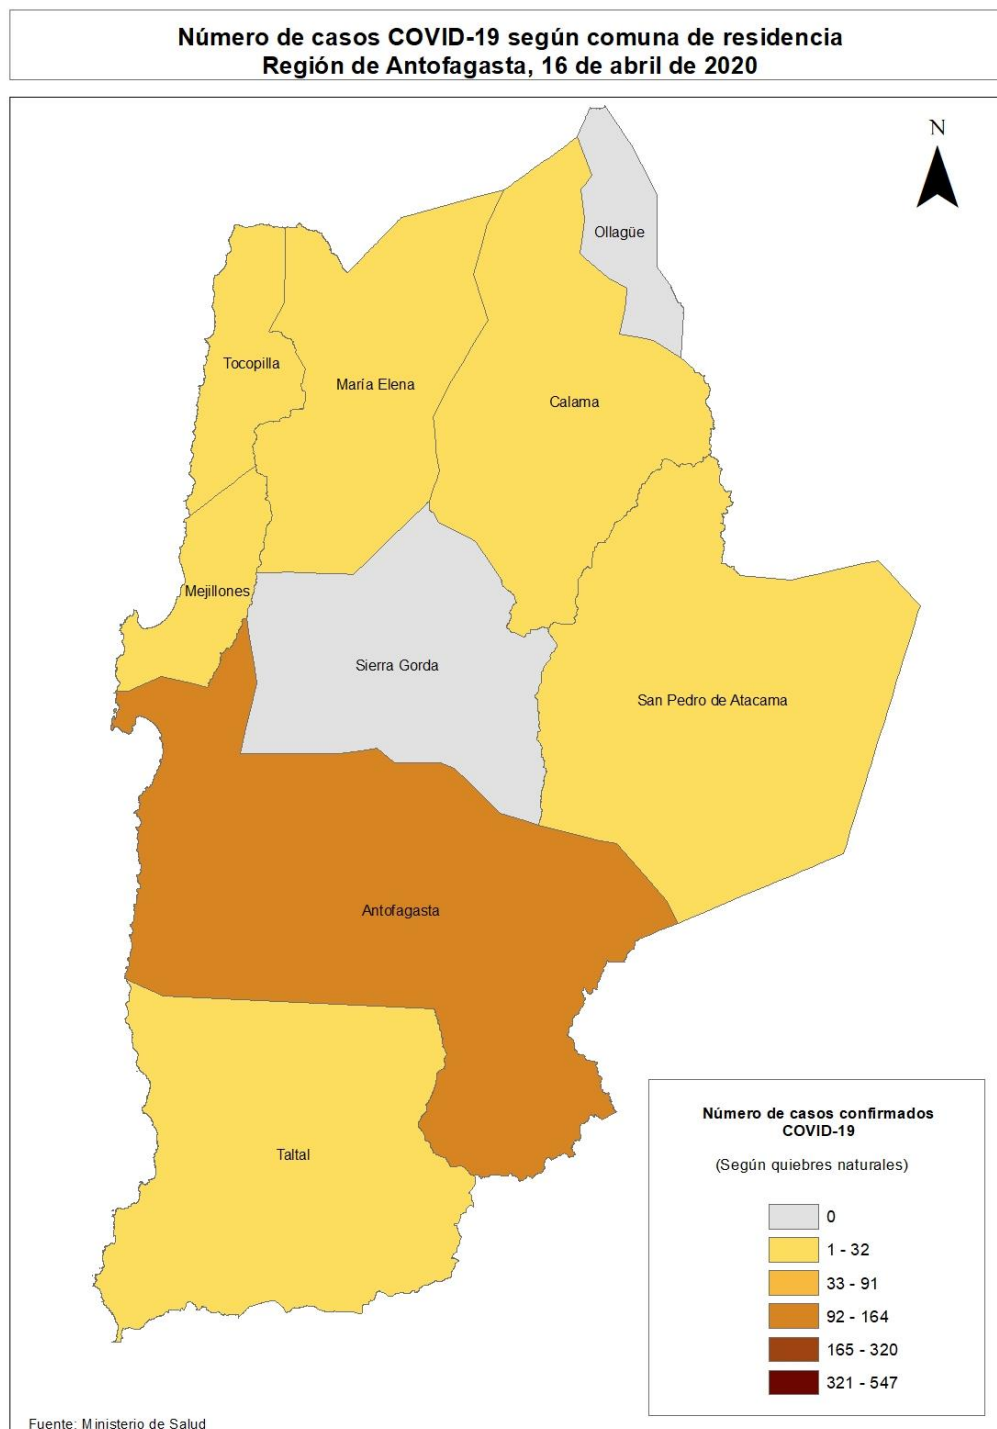 Número de casos COVID-19 según comuna de residencia
Región de Antofagasta, 16 de abril de 2020
N
Ollagüe
Tocopilla
María Elena
Calama
Mejillones
Sierra Gorda
San Pedro de Atacama
Antofagasta
Taltal
Número de casos confirmados
COVID-19
(Según quiebres naturales)
0
1 - 32
33 - 91
92 - 164
165 - 320
321 - 547
Fuente: Ministerio de Salud